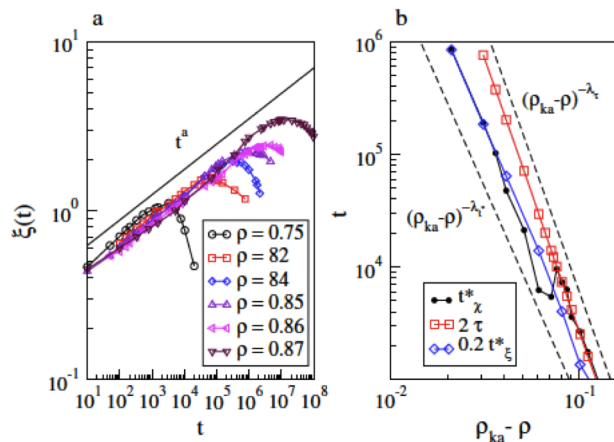 a
b
10^1
10^0
10^-1
ξ(t)
t^a
ρ = 0.75
ρ = 82
ρ = 84
ρ = 0.85
ρ = 0.86
ρ = 0.87
10^1 10^2 10^3 10^4 10^5 10^6 10^7 10^8
t
10^6
10^5
10^4
t
(ρ_ka-ρ)^-λ_τ
(ρ_ka-ρ)^-λ_t*
t*_χ
2 τ
0.2 t*_ξ
10^-2 10^-1
ρ_ka - ρ